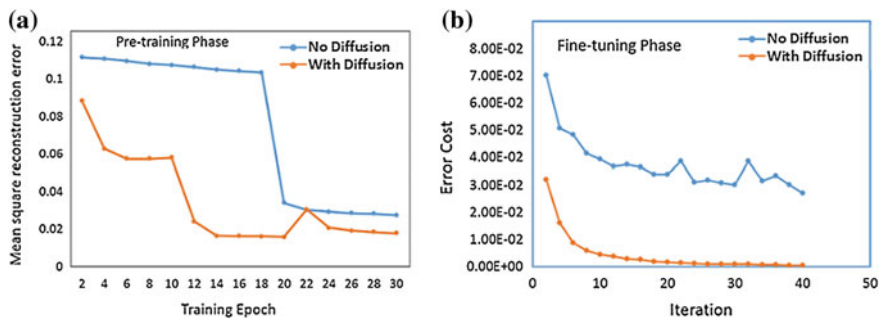 (a)
Pre-training Phase
No Diffusion
With Diffusion
Mean square reconstruction error
0.12
0.1
0.08
0.06
0.04
0.02
0
2 4 6 8 10 12 14 16 18 20 22 24 26 28 30
Training Epoch
(b)
Fine-tuning Phase
No Diffusion
With Diffusion
Error Cost
8.00E-02
7.00E-02
6.00E-02
5.00E-02
4.00E-02
3.00E-02
2.00E-02
1.00E-02
0.00E+00
0 10 20 30 40 50
Iteration